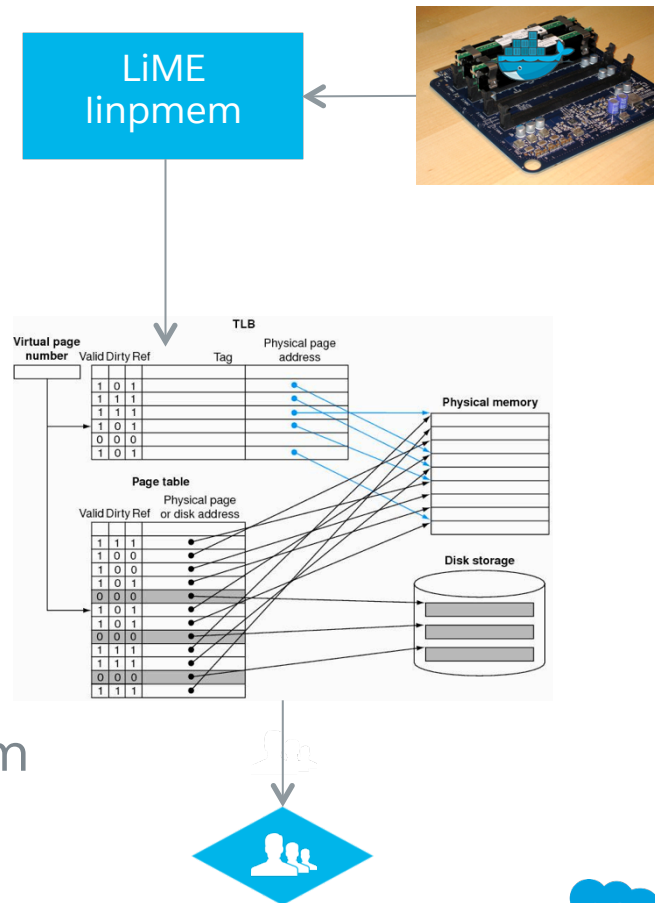 LiME
linpmem
TLB
Virtual page
number
Valid Dirty Ref
Tag
Physical page
address
1 0 1
1 1 1
1 1 1
1 0 1
0 0 0
1 0 1
Physical memory
Page table
Valid Dirty Ref
Physical page
or disk address
1 1 1
1 0 0
1 0 0
1 0 1
0 0 0
1 0 1
1 0 1
0 0 0
1 1 1
1 1 1
0 0 0
1 1 1
Disk storage
m